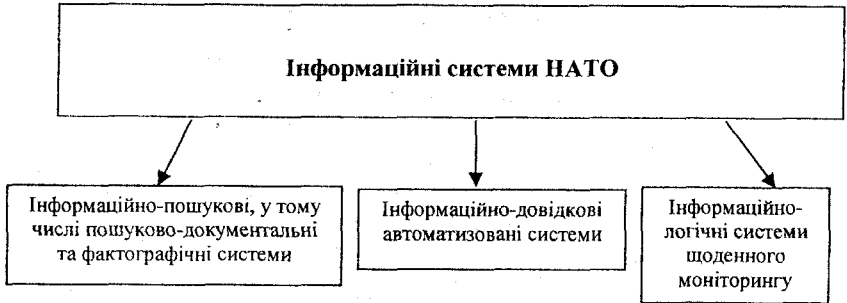 Інформаційні системи НАТО
Інформаційно-пошукові, у тому
числі пошуково-документальні
та фактографічні системи
Інформаційно-довідкові
автоматизовані системи
Інформаційно-
логічні системи
щоденного
моніторингу